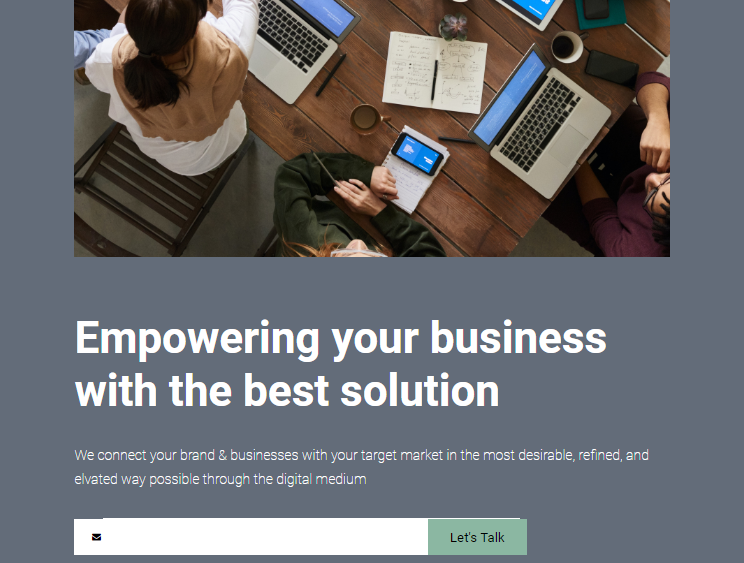 Empowering your business
with the best solution
We connect your brand & businesses with your target market in the most desirable, refined, and
elvated way possible through the digital medium
Let's Talk